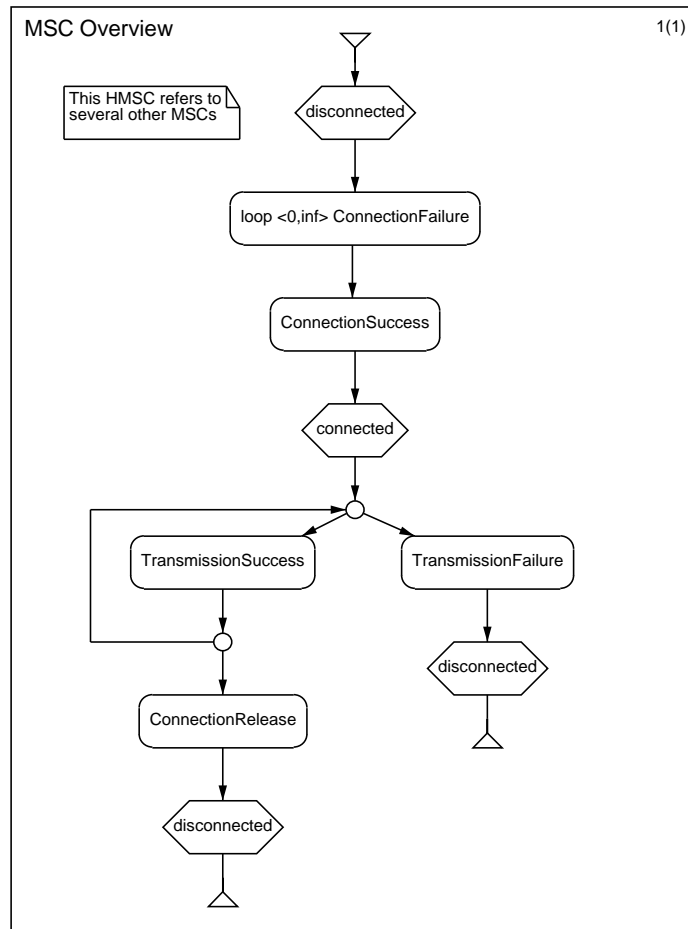 MSC Overview
1(1)
This HMSC refers to
several other MSCs
disconnected
loop <0,inf> ConnectionFailure
ConnectionSuccess
connected
TransmissionSuccess
TransmissionFailure
disconnected
ConnectionRelease
disconnected